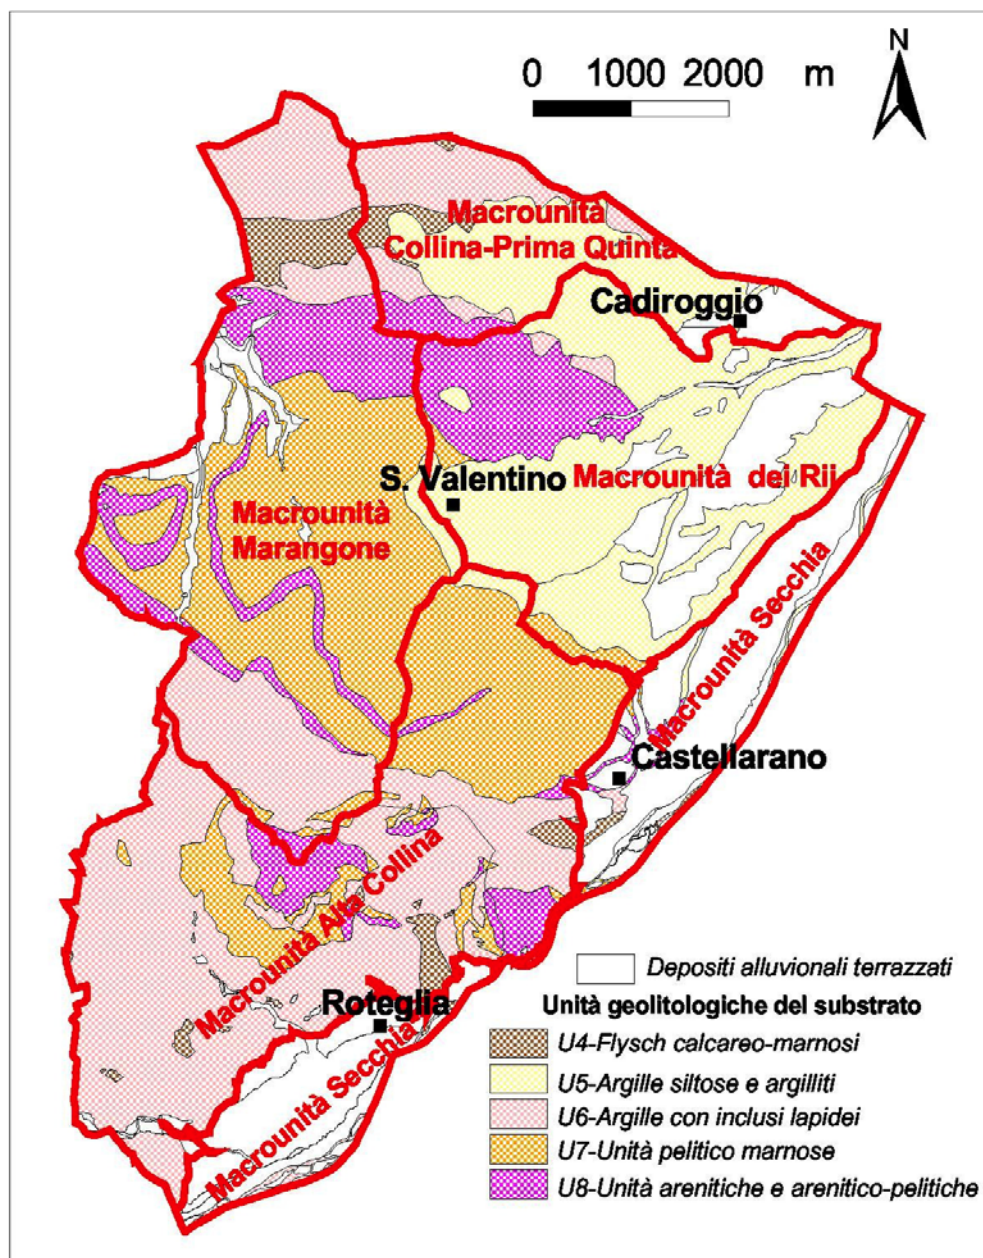 N
0 1000 2000 m
Macrounità
Collina-Prima Quinta
Cadiroggio
S. Valentino
Macrounità dei Rij
Macrounità
Marangone
Macrounità Secchia
Castellarano
Macrounità Alta Collina
Roteglia
Macrounità Secchia
Depositi alluvionali terrazzati
Unità geolitologiche del substrato
U4-Flysch calcareo-marnosi
U5-Argille siltose e argilliti
U6-Argille con inclusi lapidei
U7-Unità pelitico marnose
U8-Unità arenitiche e arenitico-pelitiche